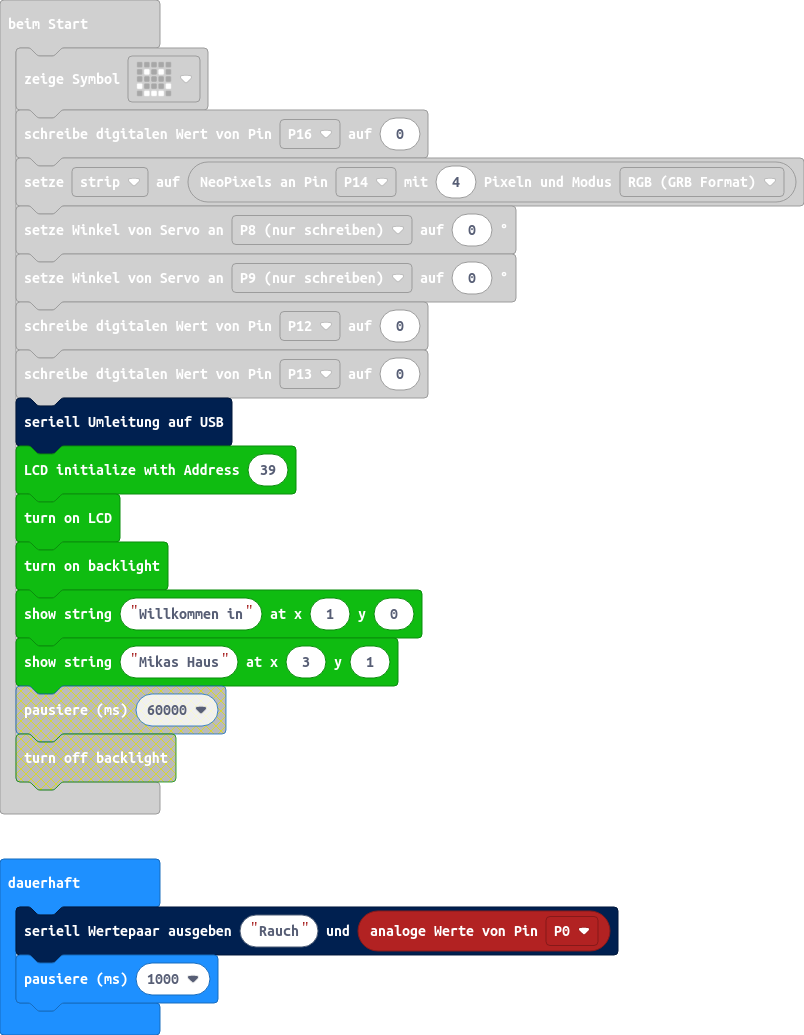 beim Start
zeige Symbol
schreibe digitalen Wert von Pin P16 auf 0
setze strip auf NeoPixels an Pin P14 mit 4 Pixeln und Modus RGB (GRB Format)
setze Winkel von Servo an P8 (nur schreiben) auf 0 °
setze Winkel von Servo an P9 (nur schreiben) auf 0 °
schreibe digitalen Wert von Pin P12 auf 0
schreibe digitalen Wert von Pin P13 auf 0
seriell Umleitung auf USB
LCD initialize with Address 39
turn on LCD
turn on backlight
show string "Willkommen in" at x 1 y 0
show string "Mikas Haus" at x 3 y 1
pausiere (ms) 60000
turn off backlight
dauerhaft
seriell Wertepaar ausgeben "Rauch" und analoge Werte von Pin P0
pausiere (ms) 1000